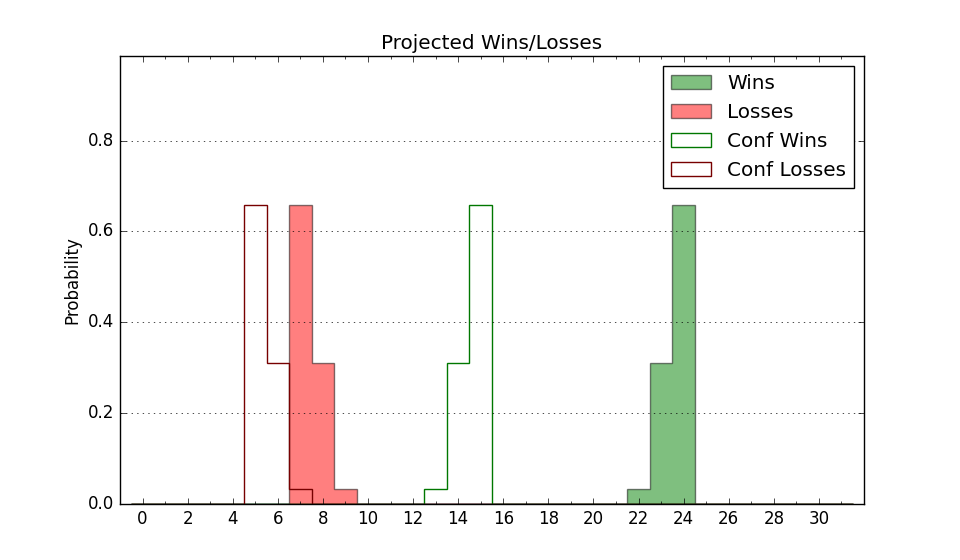 Projected Wins/Losses
Wins
Losses
Conf Wins
Conf Losses
Probability
0.8
0.6
0.4
0.2
0.0
0 2 4 6 8 10 12 14 16 18 20 22 24 26 28 30